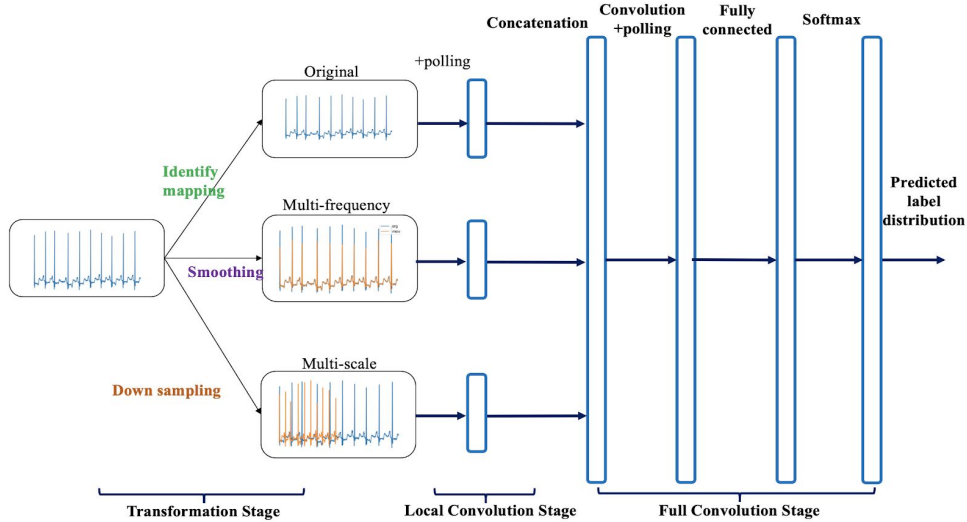 Concatenation
Convolution
+polling
Fully
connected
Softmax
+polling
Original
Identify
mapping
Multi-frequency
Predicted
label
distribution
Smoothing
Multi-scale
Down sampling
Transformation Stage
Local Convolution Stage
Full Convolution Stage